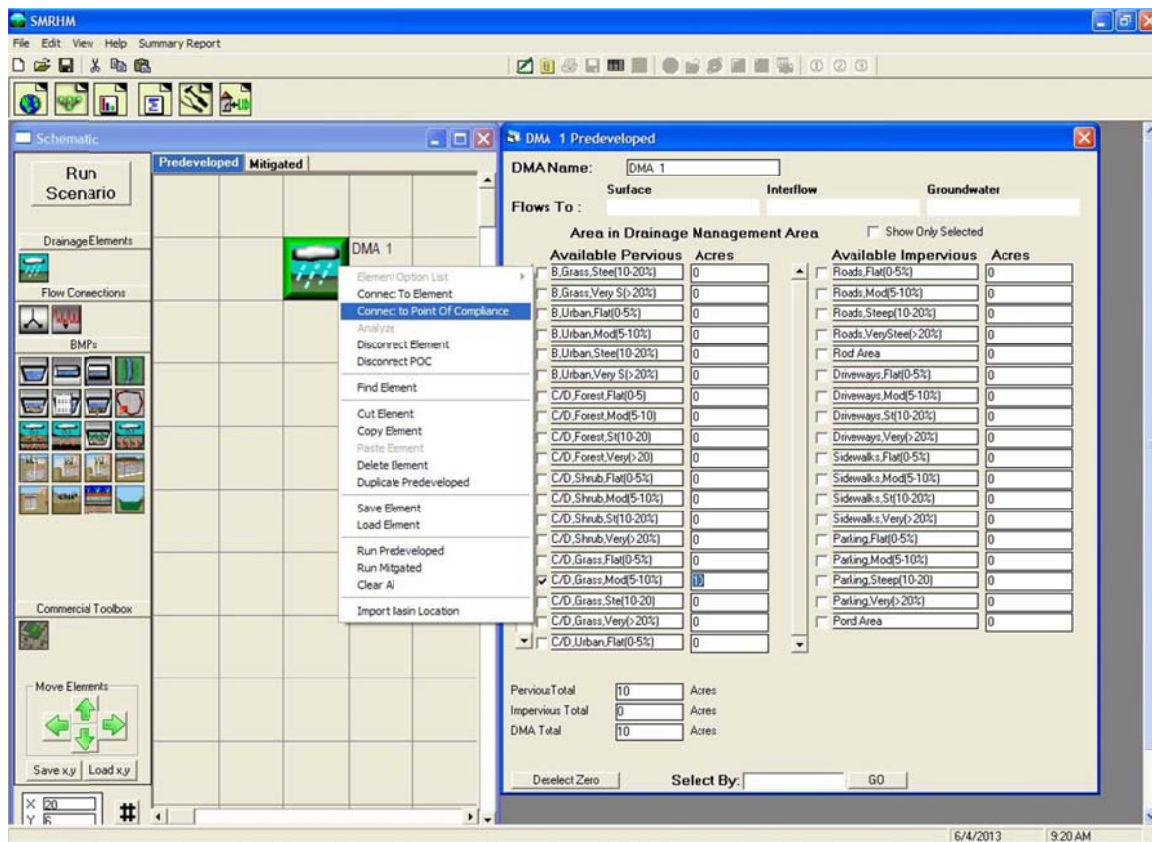 SMRHM
File Edit View Help Summary Report
Schematic
Run Scenario
Predeveloped Mitigated
Drainage Elements
Flow Connections
BMPs
Commercial Toolbox
Move Elements
Save x,y Load x,y
X 20
Y 6
#
DMA 1
Element Option List
Connec To Element
Connec to Point Of Compliance
Analyze
Disconnect Element
Disconnect POC
Find Element
Cut Element
Copy Element
Paste Element
Delete Element
Duplicate Predeveloped
Save Element
Load Element
Run Predeveloped
Run Mitgated
Clear Al
Import Basin Location
DMA 1 Predeveloped
DMA Name: DMA 1
Surface Interflow Groundwater
Flows To :
Area in Drainage Management Area Show Only Selected
Available Pervious Acres Available Impervious Acres
B,Grass,Stee(10-20%) 0 Roads,Flat(0-5%) 0
B,Grass,Very S(>20%) 0 Roads,Mod(5-10%) 0
B,Urban,Flat(0-5%) 0 Roads,Steep(10-20%) 0
B,Urban,Mod(5-10%) 0 Roads,VeryStee(>20%) 0
B,Urban,Stee(10-20%) 0 Roof Area 0
B,Urban,Very S(>20%) 0 Driveways,Flat(0-5%) 0
C/D,Forest,Flat(0-5) 0 Driveways,Mod(5-10%) 0
C/D,Forest,Mod(5-10) 0 Driveways,St(10-20%) 0
C/D,Forest,St(10-20) 0 Driveways,Very(>20%) 0
C/D,Forest,Very(>20) 0 Sidewalks,Flat(0-5%) 0
C/D,Shrub,Flat(0-5%) 0 Sidewalks,Mod(5-10%) 0
C/D,Shrub,Mod(5-10%) 0 Sidewalks,St(10-20%) 0
C/D,Shrub,St(10-20%) 0 Sidewalks,Very(>20%) 0
C/D,Shrub,Very(>20%) 0 Parking,Flat(0-5%) 0
C/D,Grass,Flat(0-5%) 0 Parking,Mod(5-10%) 0
C/D,Grass,Mod(5-10%) 10 Parking,Steep(10-20) 0
C/D,Grass,Ste(10-20) 0 Parking,Very(>20%) 0
C/D,Grass,Very(>20%) 0 Pond Area 0
C/D,Urban,Flat(0-5%) 0
Pervious Total 10 Acres
Impervious Total 0 Acres
DMA Total 10 Acres
Deselect Zero Select By: GO
6/4/2013 9:20 AM